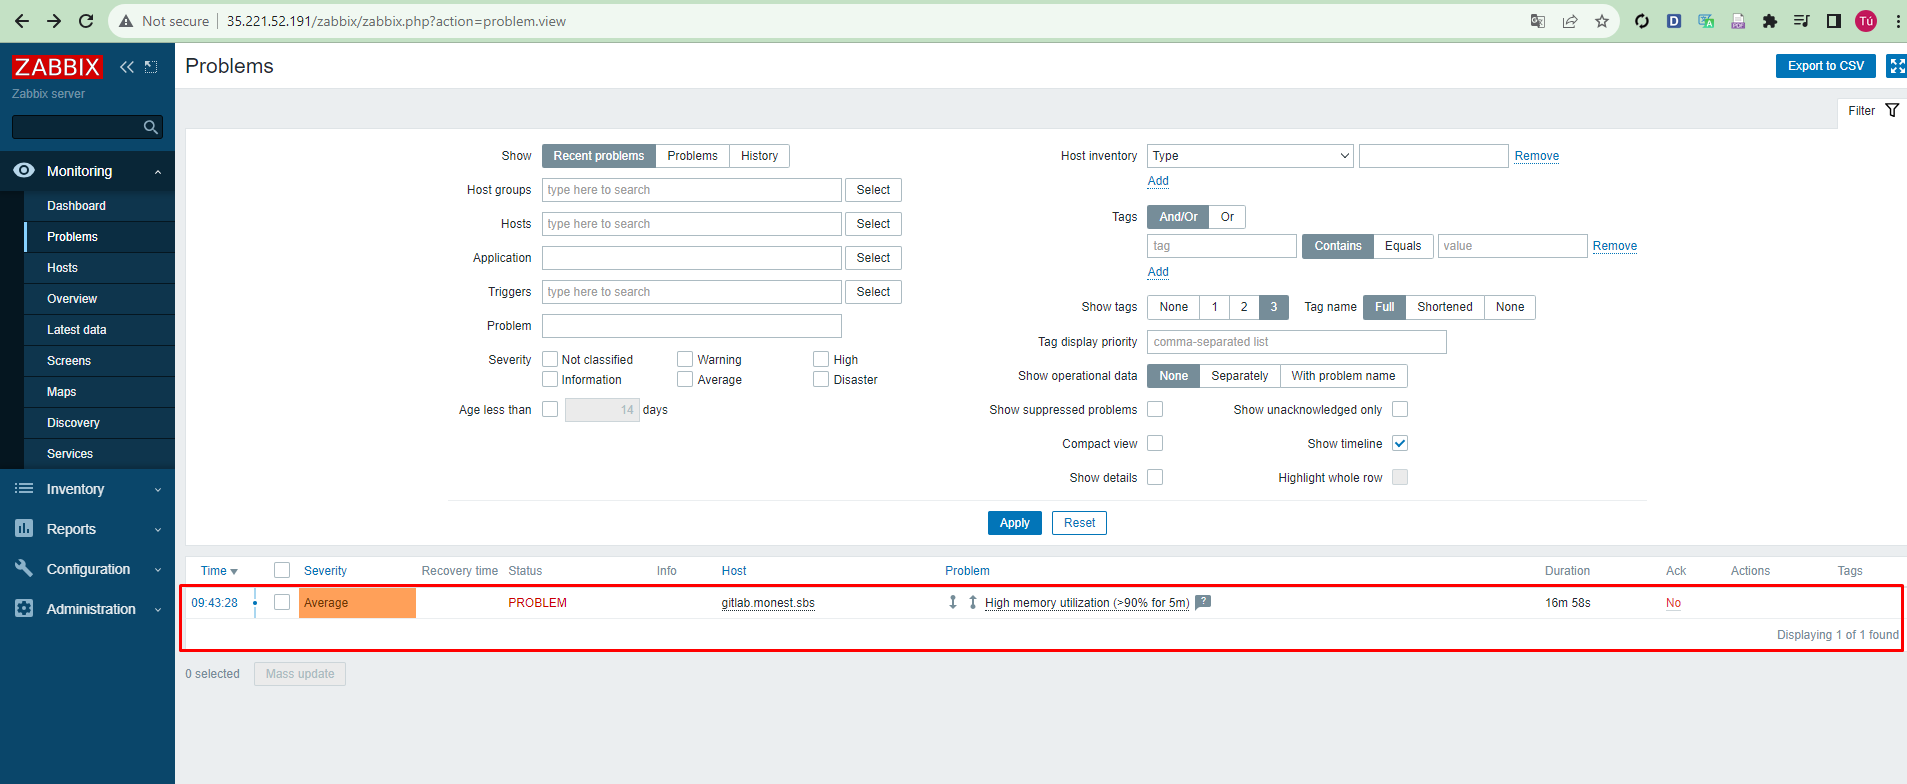 Not secure 35.221.52.191/zabbix/zabbix.php?action=problem.view Tú
ZABBIX
Zabbix server
Monitoring
Dashboard
Problems
Hosts
Overview
Latest data
Screens
Maps
Discovery
Services
Inventory
Reports
Configuration
Administration
Problems Export to CSV
Filter
Show Recent problems Problems History
Host groups type here to search Select
Hosts type here to search Select
Application Select
Triggers type here to search Select
Problem
Severity Not classified Warning High
Information Average Disaster
Age less than 14 days
Host inventory Type Remove
Add
Tags And/Or Or
tag Contains Equals value Remove
Add
Show tags None 1 2 3 Tag name Full Shortened None
Tag display priority comma-separated list
Show operational data None Separately With problem name
Show suppressed problems Show unacknowledged only
Compact view Show timeline
Show details Highlight whole row
Apply Reset
Time Severity Recovery time Status Info Host Problem Duration Ack Actions Tags
09:43:28 Average PROBLEM gitlab.monest.sbs High memory utilization (>90% for 5m) ? 16m 58s No
Displaying 1 of 1 found
0 selected Mass update